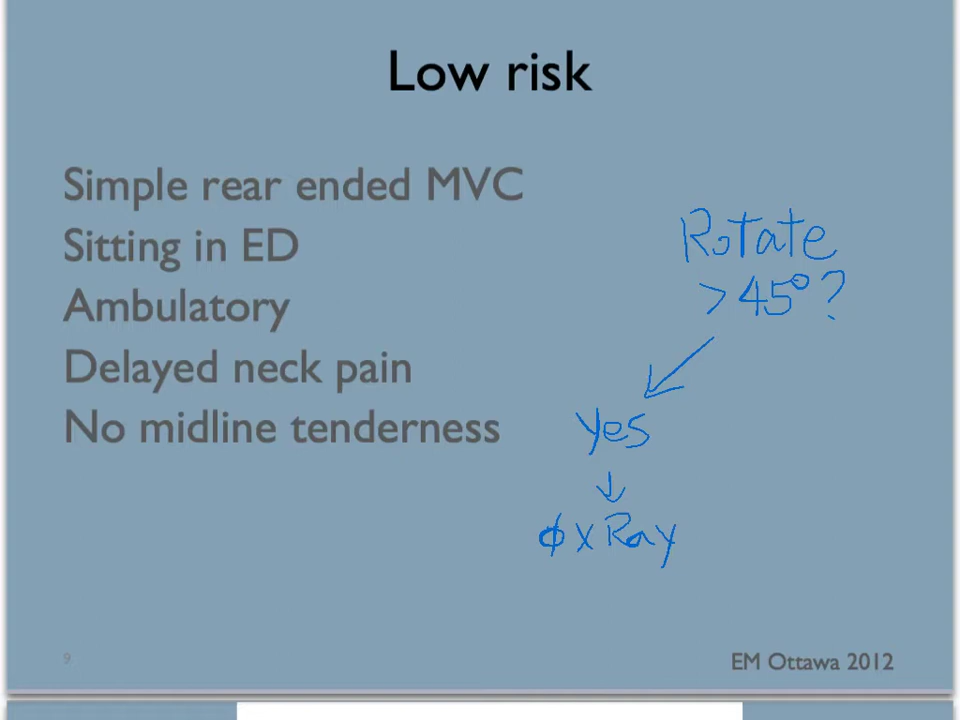 Low risk
Simple rear ended MVC
Sitting in ED
Ambulatory
Delayed neck pain
No midline tenderness
Rotate
>45°?
Yes
φ X Ray
9
EM Ottawa 2012